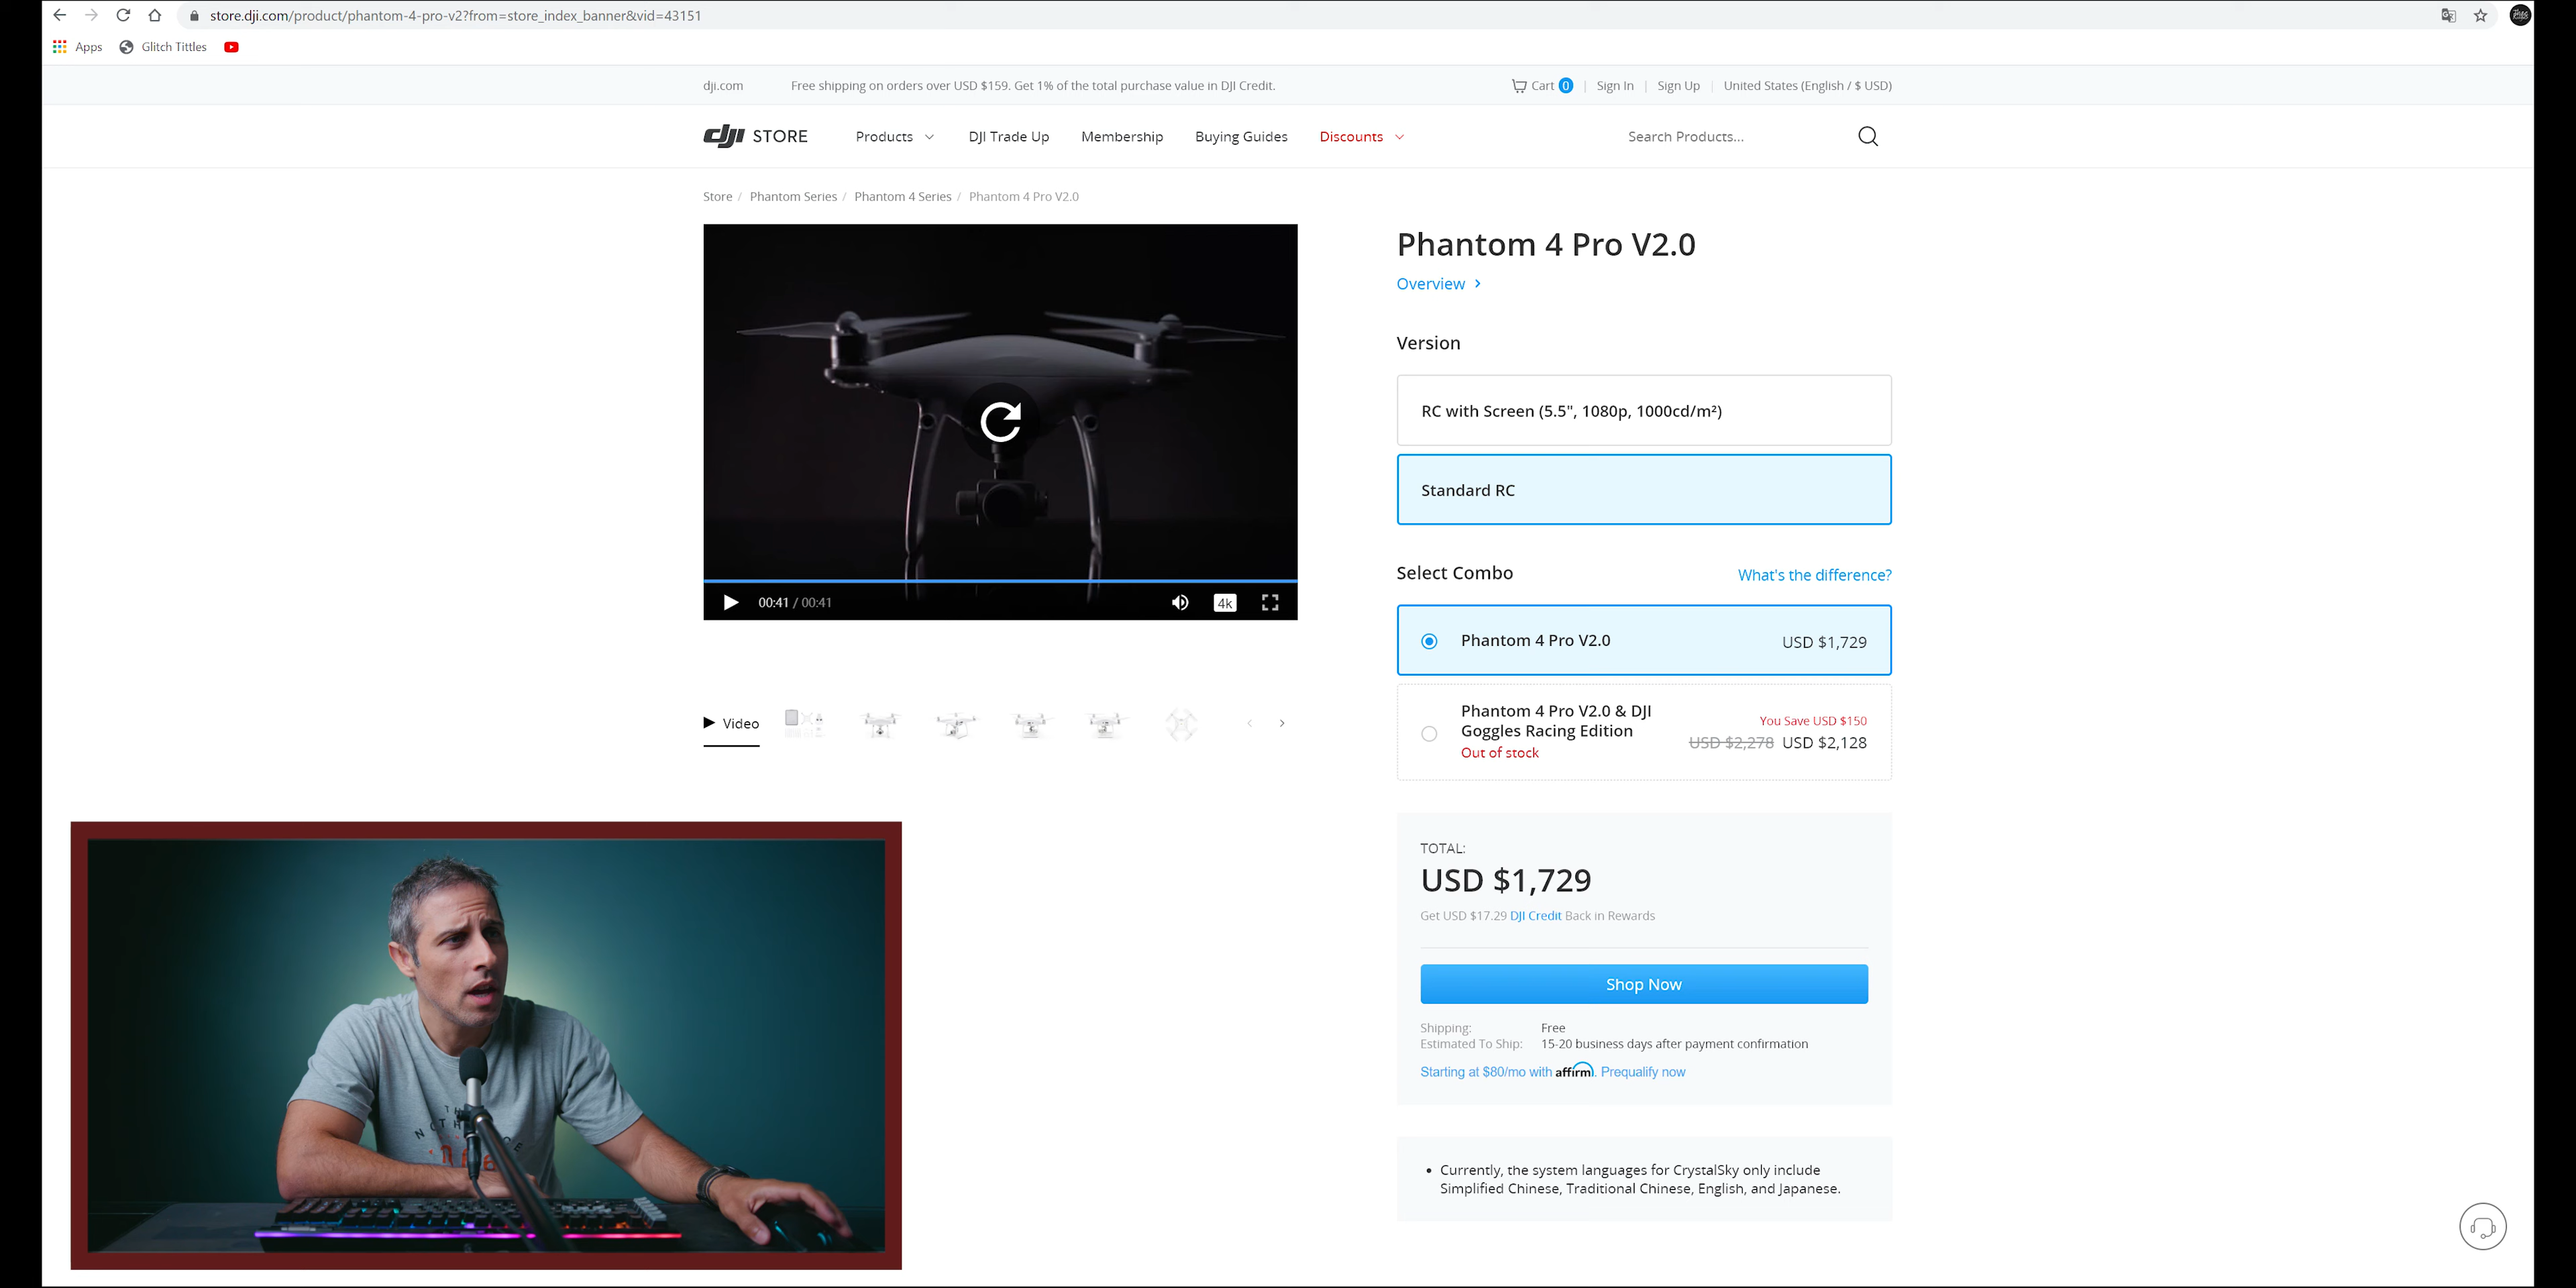 store.dji.com/product/phantom-4-pro-v2?from=store_index_banner&vid=43151
Apps Glitch Tittles
dji.com Free shipping on orders over USD $159. Get 1% of the total purchase value in DJI Credit. Cart 0 | Sign In | Sign Up | United States (English / $ USD)
dji STORE Products DJI Trade Up Membership Buying Guides Discounts Search Products...
Store / Phantom Series / Phantom 4 Series / Phantom 4 Pro V2.0
Phantom 4 Pro V2.0
Overview >
Version
RC with Screen (5.5", 1080p, 1000cd/m²)
Standard RC
00:41 / 00:41 4k
Select Combo What's the difference?
Phantom 4 Pro V2.0 USD $1,729
Phantom 4 Pro V2.0 & DJI
Goggles Racing Edition
Out of stock
You Save USD $150
USD $2,278 USD $2,128
Video
TOTAL:
USD $1,729
Get USD $17.29 DJI Credit Back in Rewards
Shop Now
Shipping: Free
Estimated To Ship: 15-20 business days after payment confirmation
Starting at $80/mo with affirm. Prequalify now
• Currently, the system languages for CrystalSky only include
Simplified Chinese, Traditional Chinese, English, and Japanese.